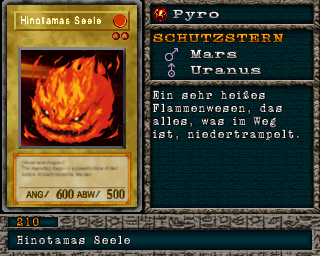 Hinotamas Seele
ANG/ 600 ABW/ 500
Pyro
SCHUTZSTERN
Mars
Uranus
Ein sehr heißes
Flammenwesen, das
alles, was im Weg
ist, niedertrampelt.
210
Hinotamas Seele